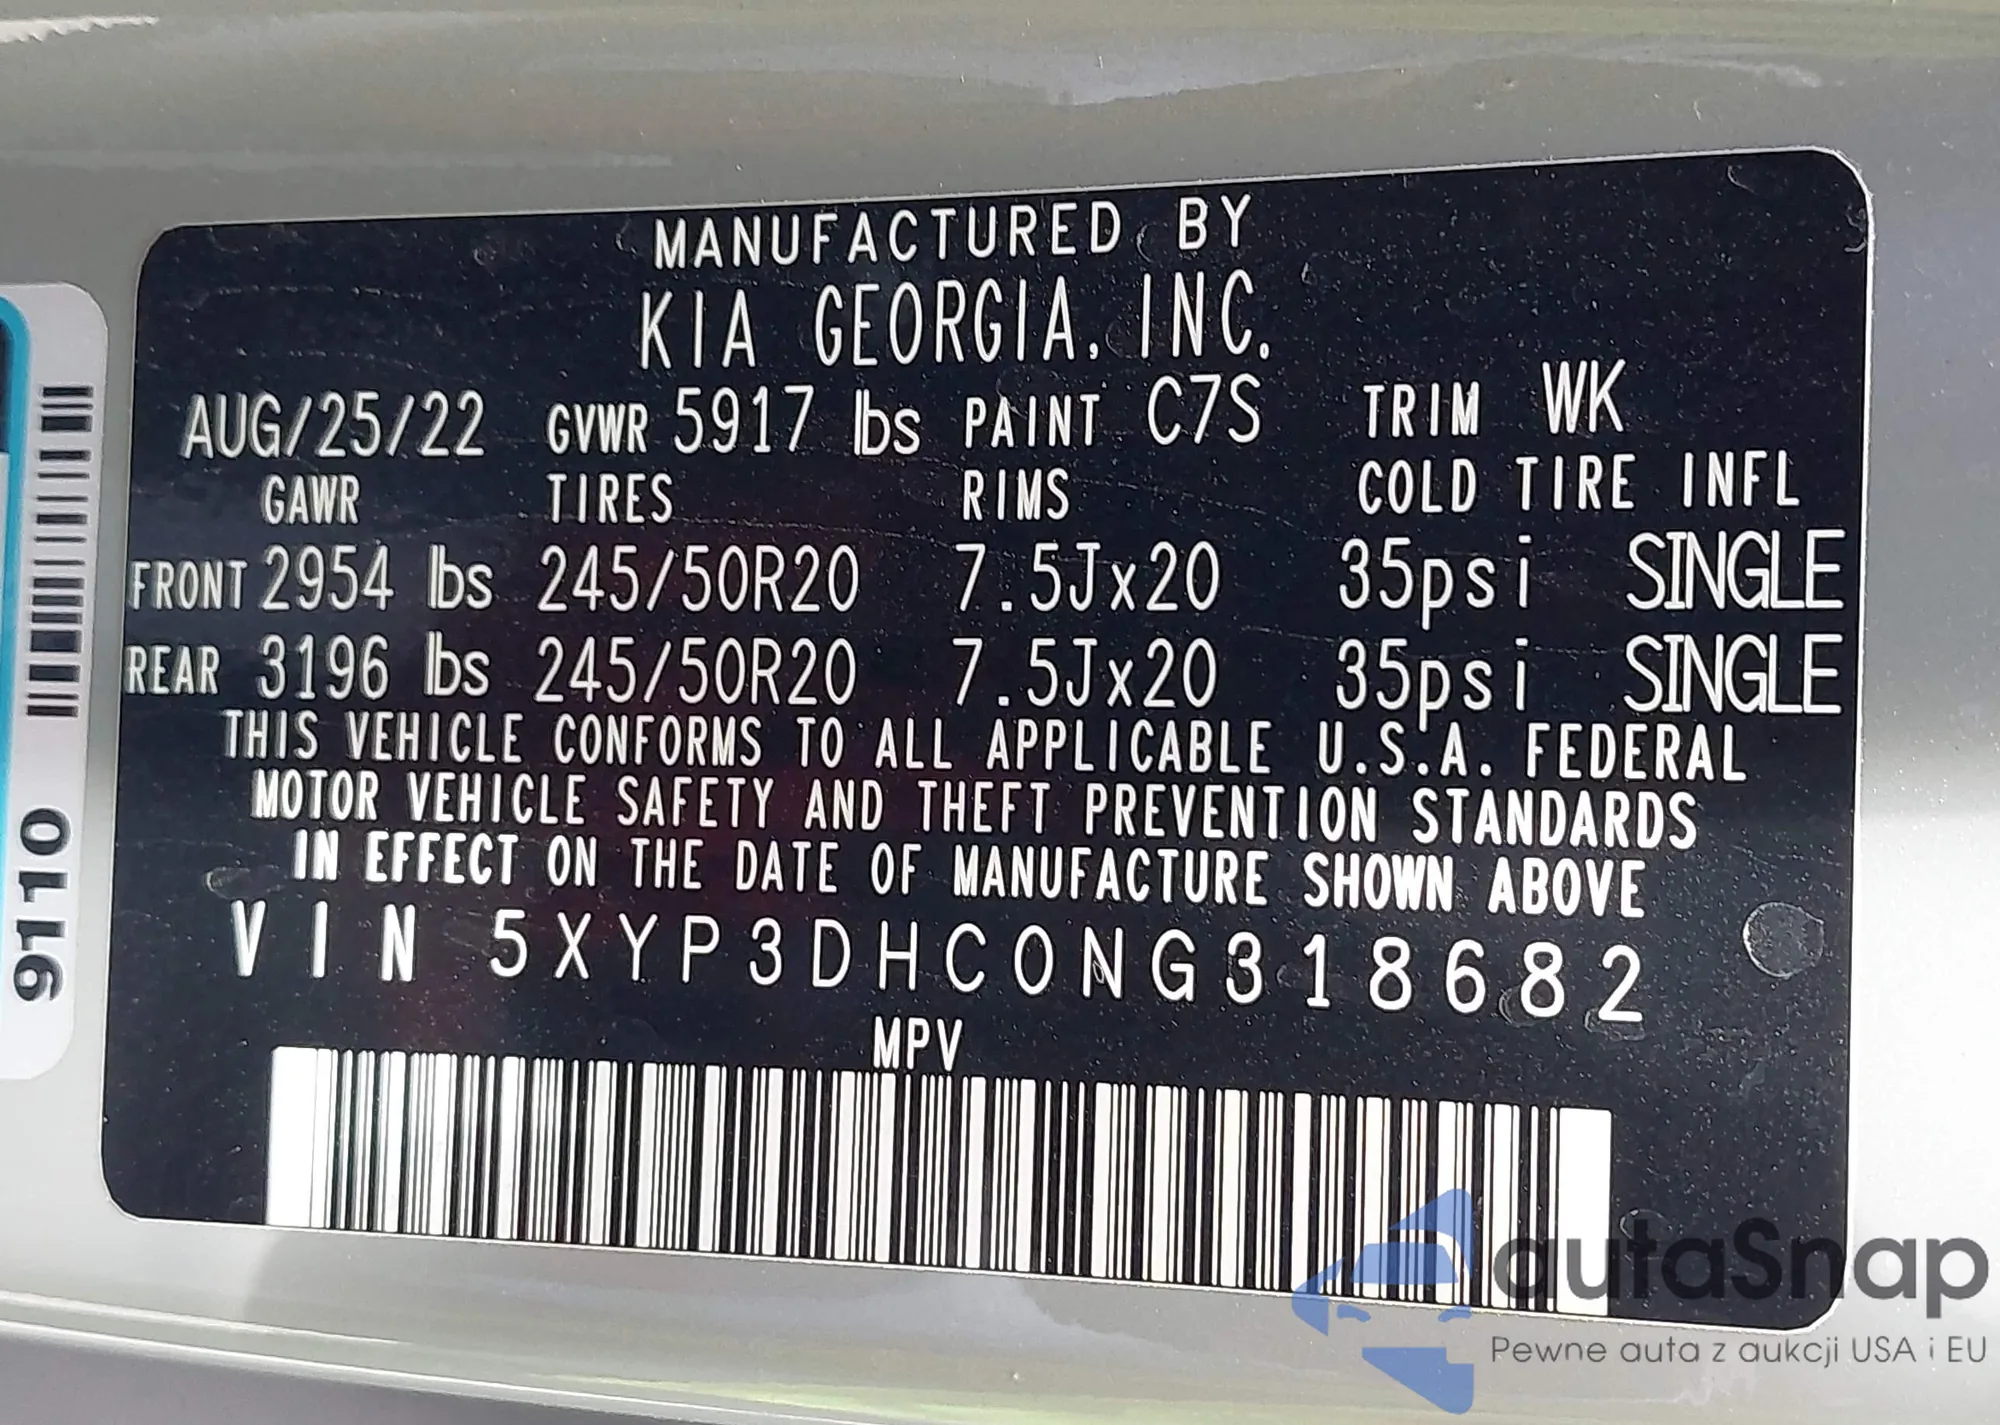 MANUFACTURED BY
KIA GEORGIA, INC.
AUG/25/22 GVWR 5917 lbs PAINT C7S TRIM WK
GAWR TIRES RIMS COLD TIRE INFL
FRONT 2954 lbs 245/50R20 7.5Jx20 35psi SINGLE
REAR 3196 lbs 245/50R20 7.5Jx20 35psi SINGLE
THIS VEHICLE CONFORMS TO ALL APPLICABLE U.S.A. FEDERAL
MOTOR VEHICLE SAFETY AND THEFT PREVENTION STANDARDS
IN EFFECT ON THE DATE OF MANUFACTURE SHOWN ABOVE
VIN 5XYP3DHC0NG318682
MPV
9110
autaSnap
Pewne auta z aukcji USA i EU